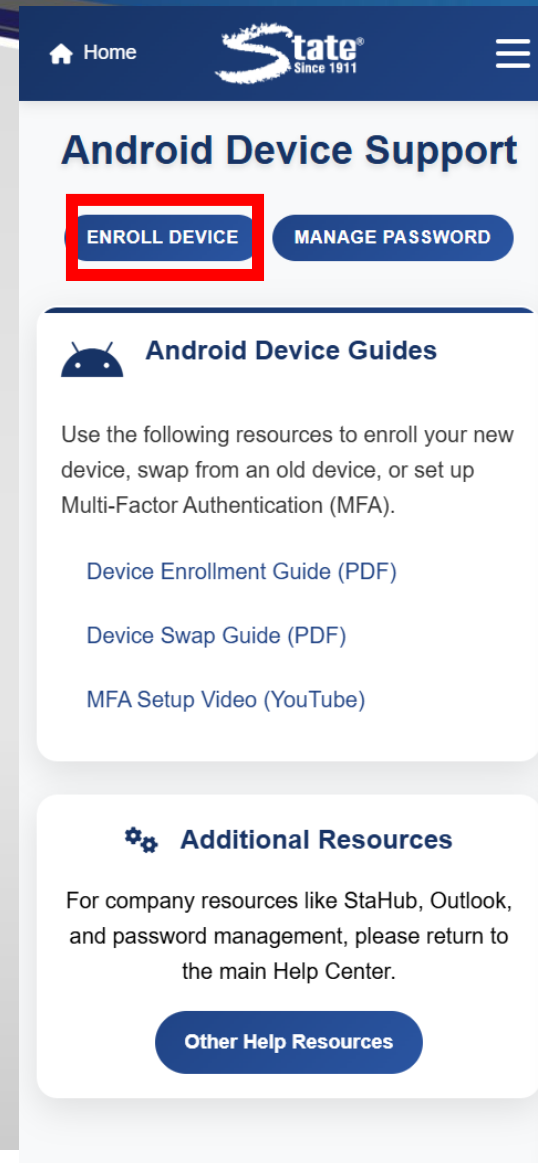 Home
State®
Since 1911
Android Device Support
ENROLL DEVICE
MANAGE PASSWORD
Android Device Guides
Use the following resources to enroll your new
device, swap from an old device, or set up
Multi-Factor Authentication (MFA).
Device Enrollment Guide (PDF)
Device Swap Guide (PDF)
MFA Setup Video (YouTube)
Additional Resources
For company resources like StaHub, Outlook,
and password management, please return to
the main Help Center.
Other Help Resources